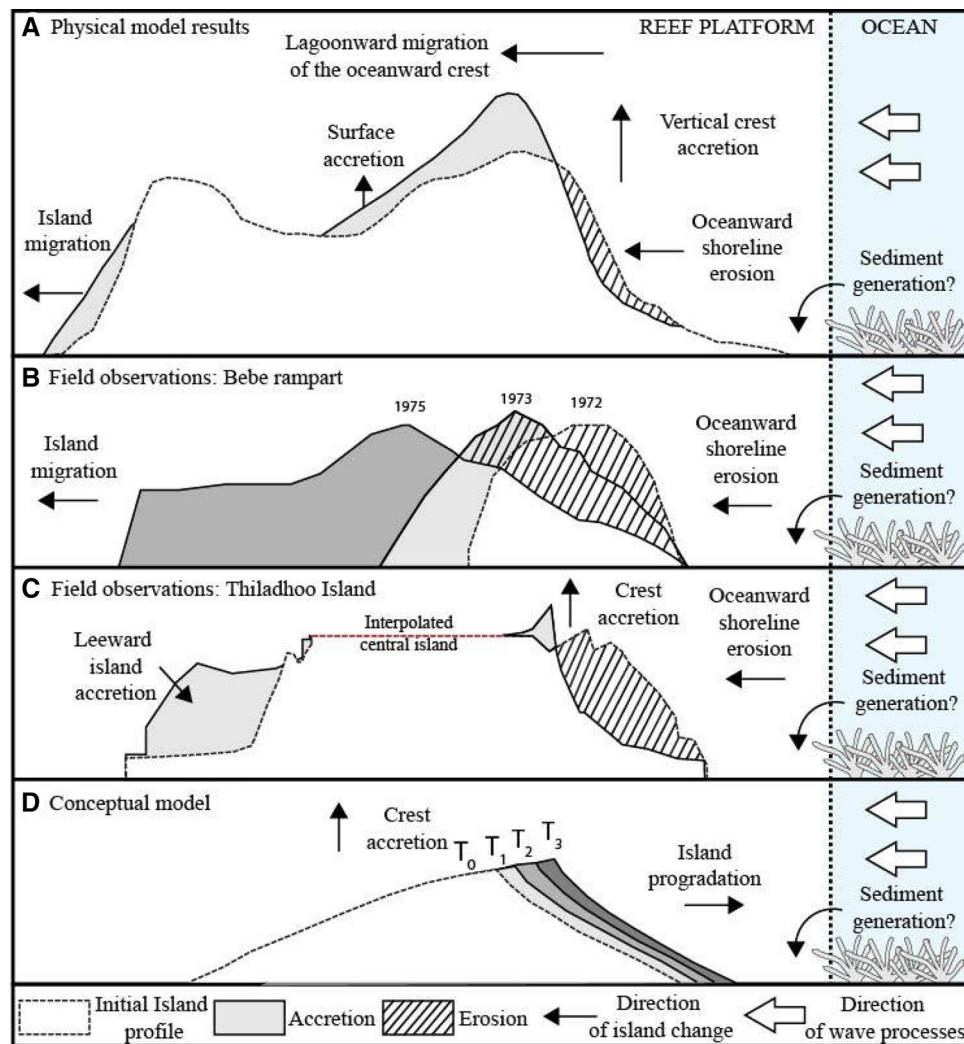 A Physical model results
REEF PLATFORM
OCEAN
Lagoonward migration
of the oceanward crest
Surface
accretion
Vertical crest
accretion
Island
migration
Oceanward
shoreline
erosion
Sediment
generation?
B Field observations: Bebe rampart
1975
1973
1972
Island
migration
Oceanward
shoreline
erosion
Sediment
generation?
C Field observations: Thiladhoo Island
Crest
accretion
Oceanward
shoreline
erosion
Leeward
island
accretion
Interpolated
central island
Sediment
generation?
D Conceptual model
Crest
accretion
T0 T1 T2 T3
Island
progradation
Sediment
generation?
Initial Island
profile
Accretion
Erosion
Direction
of island change
Direction
of wave processes